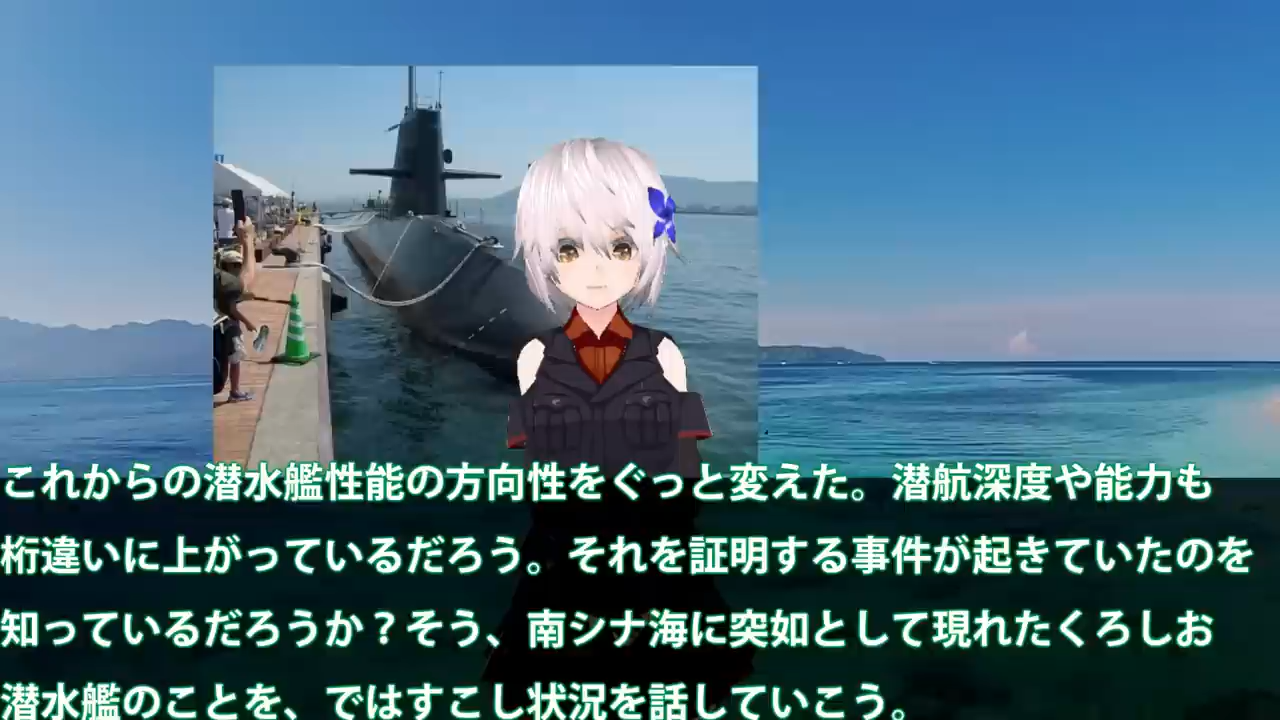 これからの潜水艦性能の方向性をぐっと変えた。潜航深度や能力も
桁違いに上がっているだろう。それを証明する事件が起きていたのを
知っているだろうか？そう、南シナ海に突如として現れたくろしお
潜水艦のことを、ではすこし状況を話していこう。